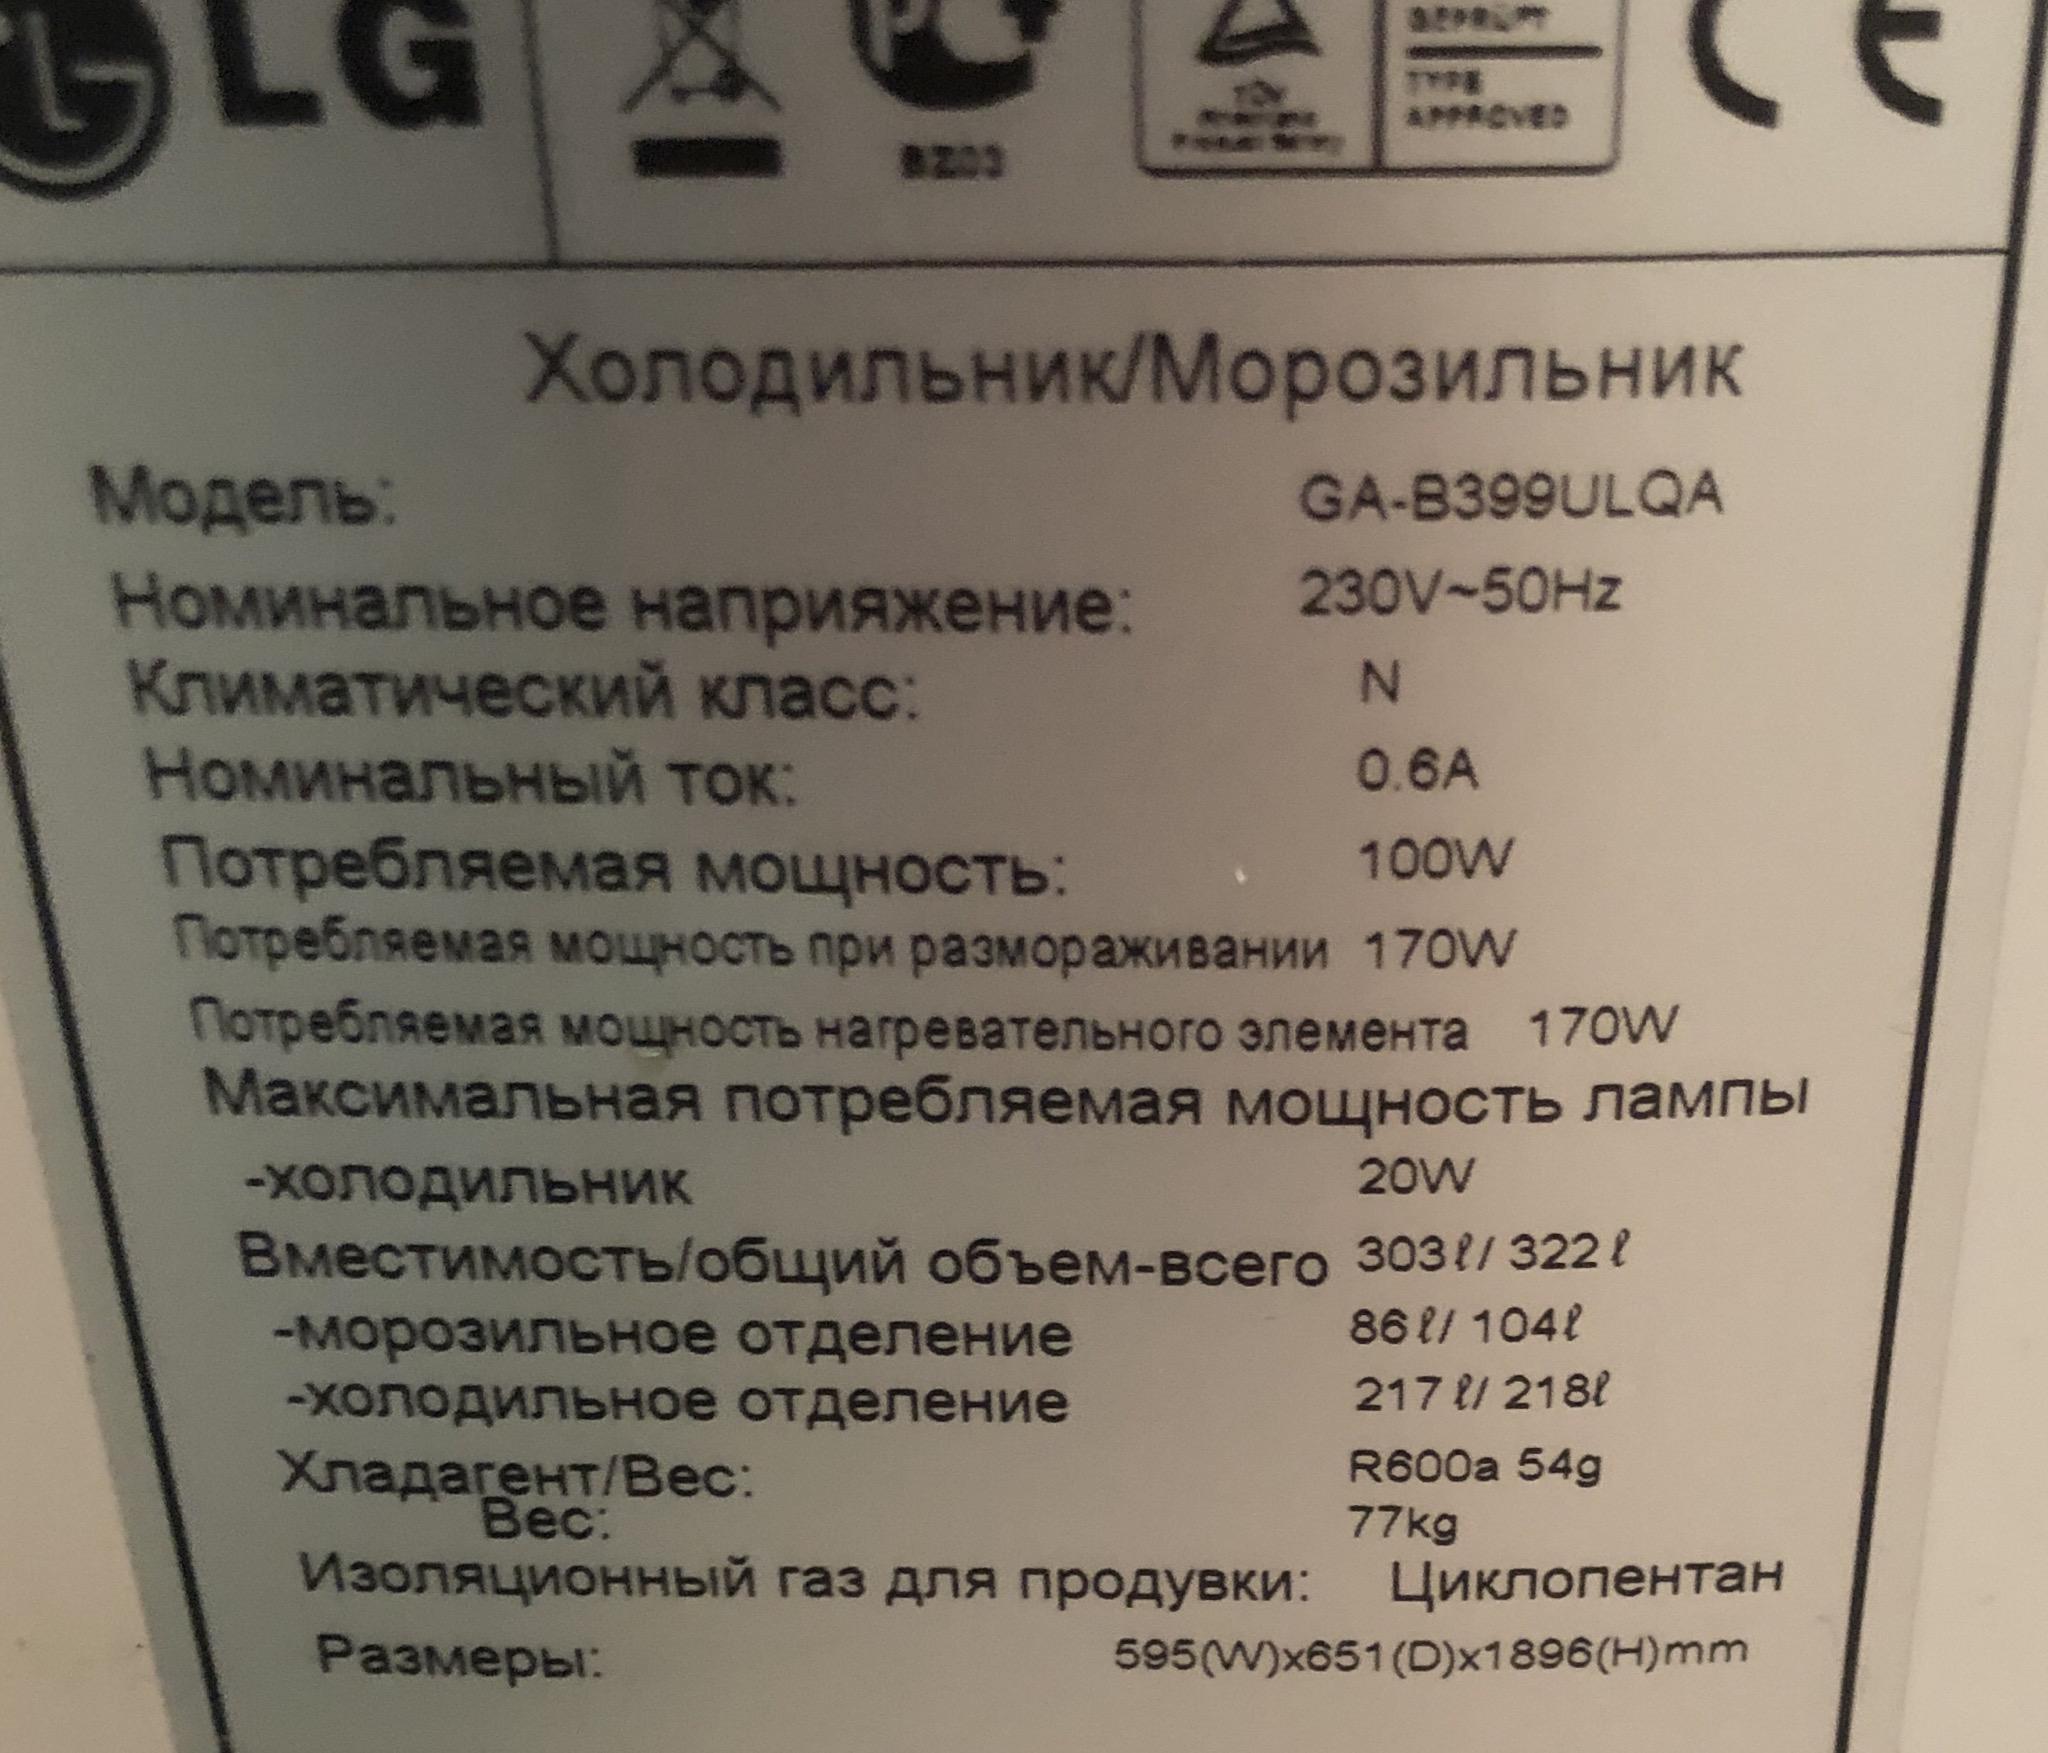 LG
BZ03
TÜV
GEPRÜFT
TYPE
APPROVED
CE
Холодильник/Морозильник
Модель: GA-B399ULQA
Номинальное наприяжение: 230V~50Hz
Климатический класс: N
Номинальный ток: 0.6A
Потребляемая мощность: 100W
Потребляемая мощность при размораживании 170W
Потребляемая мощность нагревательного элемента 170W
Максимальная потребляемая мощность лампы
-холодильник 20W
Вместимость/общий объем-всего 303ℓ/ 322ℓ
-морозильное отделение 86ℓ/ 104ℓ
-холодильное отделение 217ℓ/ 218ℓ
Хладагент/Вес: R600a 54g
Вес: 77kg
Изоляционный газ для продувки: Циклопентан
Размеры: 595(W)x651(D)x1896(H)mm